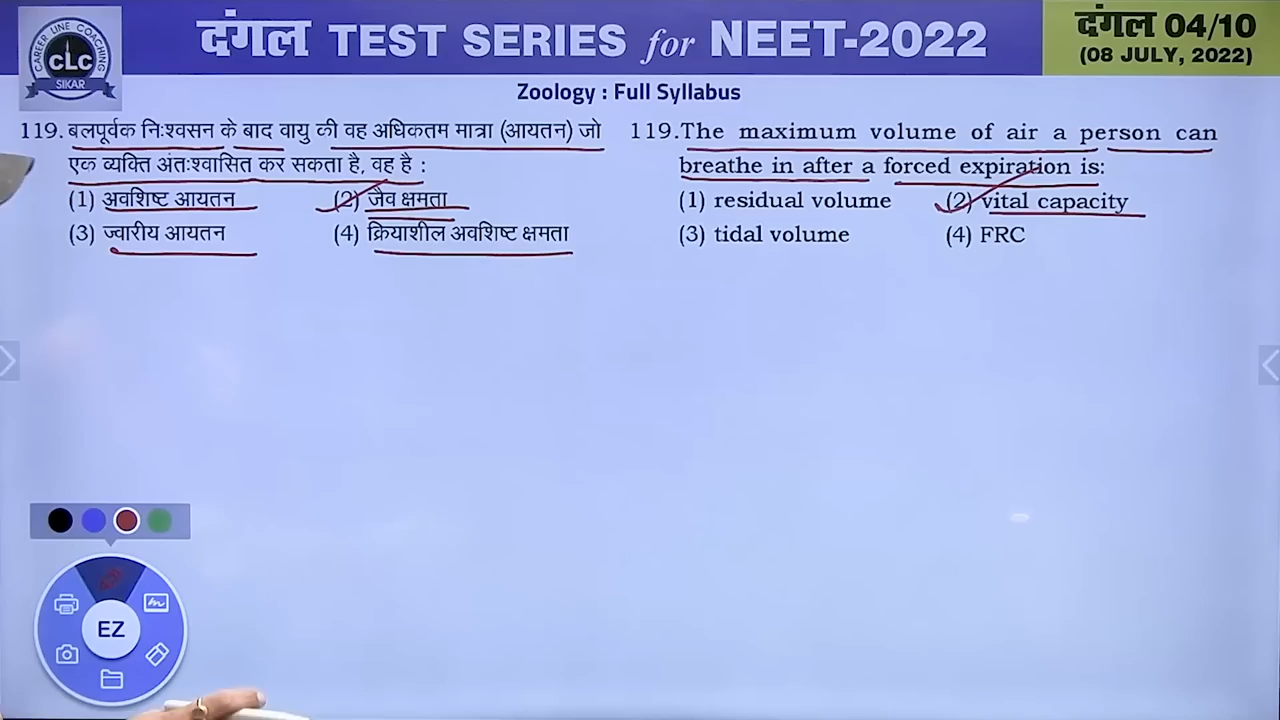 CAREER LINE COACHING
CLC
SIKAR
दंगल TEST SERIES for NEET-2022
दंगल 04/10
(08 JULY, 2022)
Zoology : Full Syllabus
119. बलपूर्वक निःश्वसन के बाद वायु की वह अधिकतम मात्रा (आयतन) जो
एक व्यक्ति अंतःश्वासित कर सकता है, वह है :
(1) अवशिष्ट आयतन (2) जैव क्षमता
(3) ज्वारीय आयतन (4) क्रियाशील अवशिष्ट क्षमता
119.The maximum volume of air a person can
breathe in after a forced expiration is:
(1) residual volume (2) vital capacity
(3) tidal volume (4) FRC
EZ